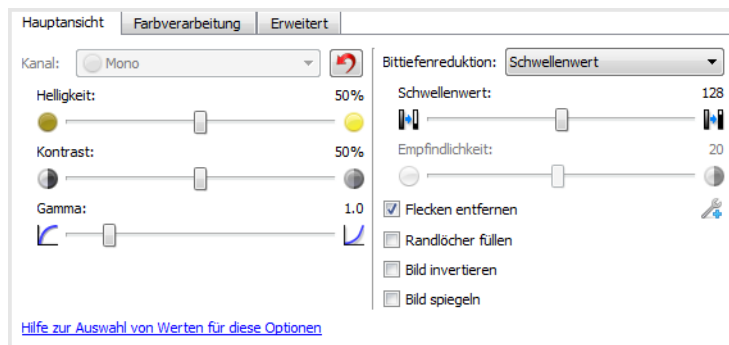 Hauptansicht Farbverarbeitung Erweitert
Kanal: Mono
Helligkeit: 50%
Kontrast: 50%
Gamma: 1.0
Hilfe zur Auswahl von Werten für diese Optionen
Bittiefenreduktion: Schwellenwert
Schwellenwert: 128
Empfindlichkeit: 20
Flecken entfernen
Randlöcher füllen
Bild invertieren
Bild spiegeln